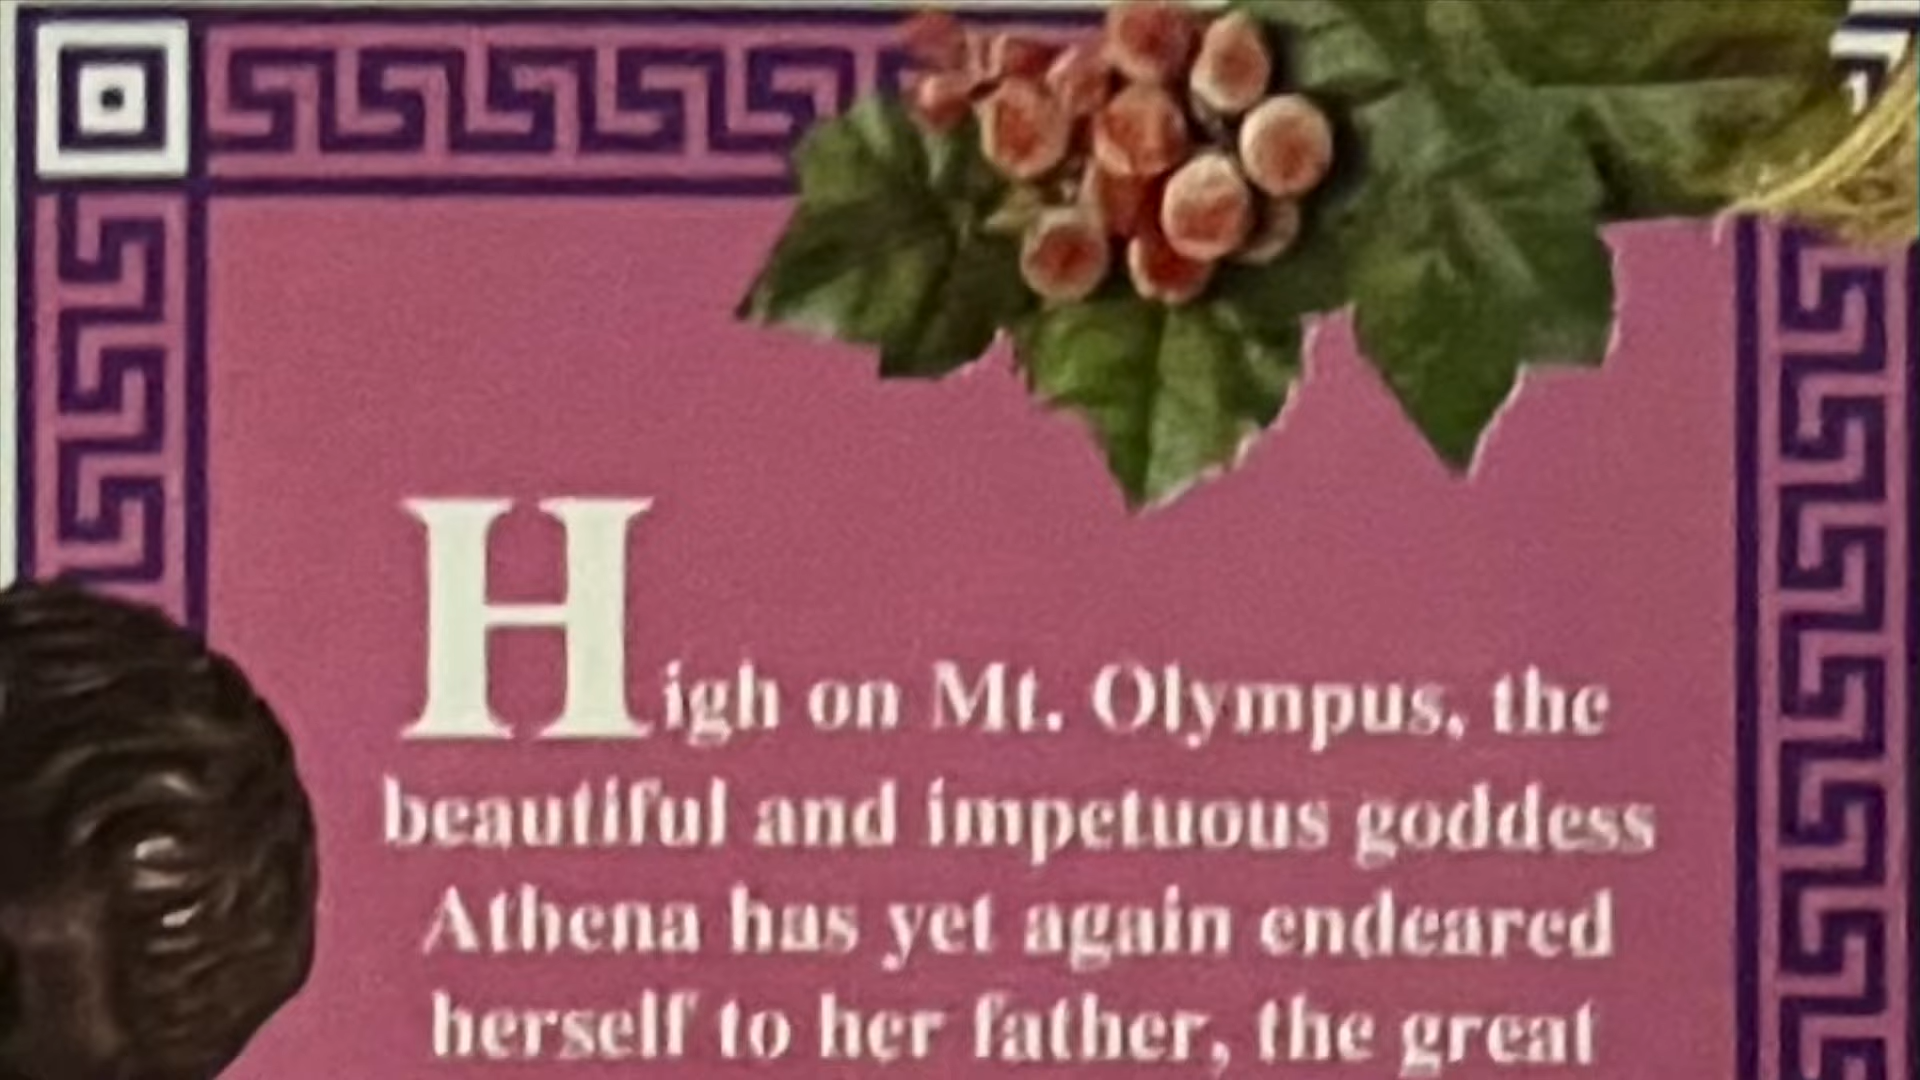 High on Mt. Olympus, the
beautiful and impetuous goddess
Athena has yet again endeared
herself to her father, the great